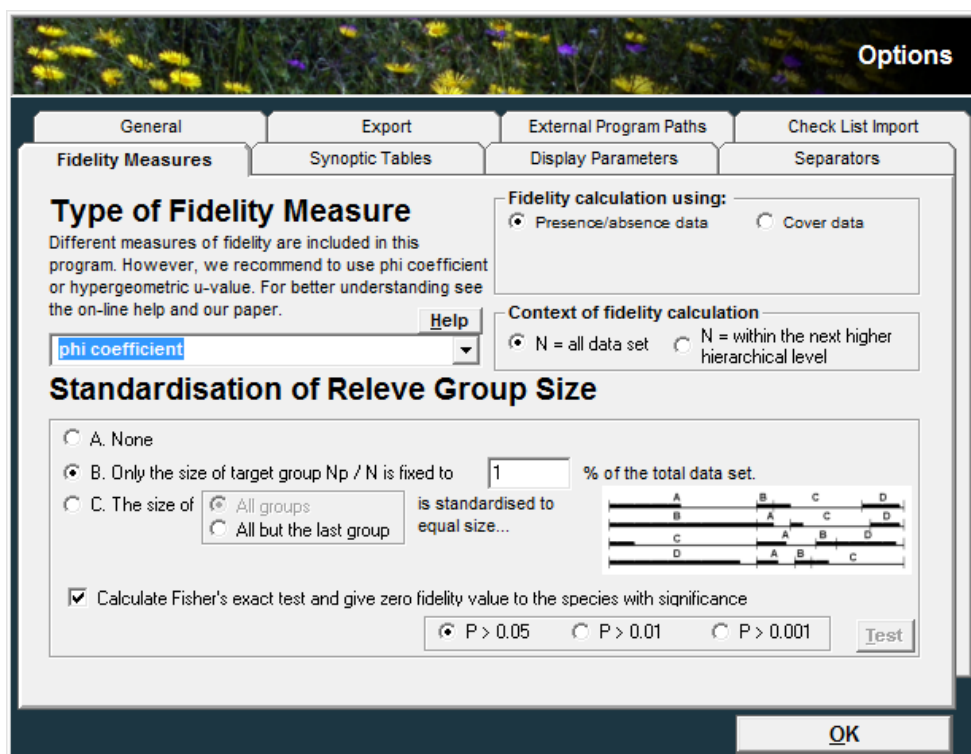 Options
General
Export
External Program Paths
Check List Import
Fidelity Measures
Synoptic Tables
Display Parameters
Separators
Type of Fidelity Measure
Different measures of fidelity are included in this
program. However, we recommend to use phi coefficient
or hypergeometric u-value. For better understanding see
the on-line help and our paper.
Help
phi coefficient
Fidelity calculation using:
Presence/absence data
Cover data
Context of fidelity calculation
N = all data set
N = within the next higher
hierarchical level
Standardisation of Releve Group Size
A. None
B. Only the size of target group Np / N is fixed to 1 % of the total data set.
C. The size of
All groups
All but the last group
is standardised to
equal size...
A B C D
B A C D
C A B D
D A B C
Calculate Fisher's exact test and give zero fidelity value to the species with significance
P > 0.05
P > 0.01
P > 0.001
Test
OK